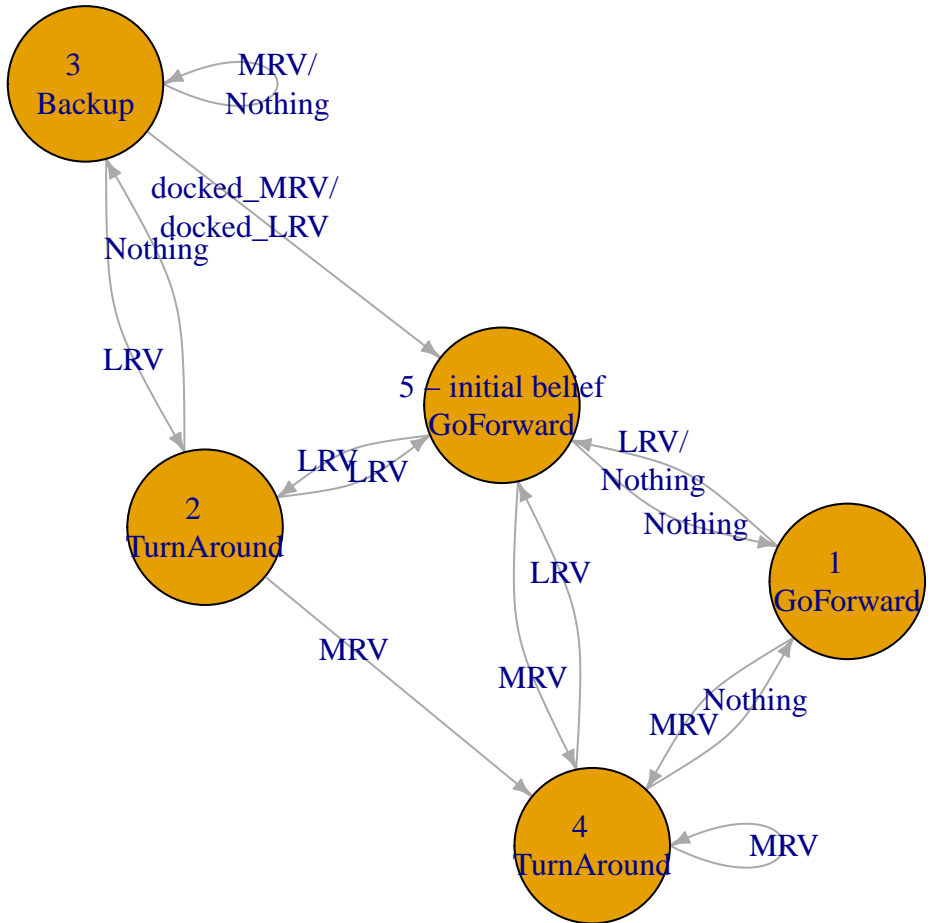 3
Backup
MRV/
Nothing
docked_MRV/
docked_LRV
Nothing
LRV
5 – initial belief
GoForward
LRV
LRV
LRV/
Nothing
Nothing
2
TurnAround
1
GoForward
LRV
MRV
MRV
Nothing
MRV
4
TurnAround
MRV